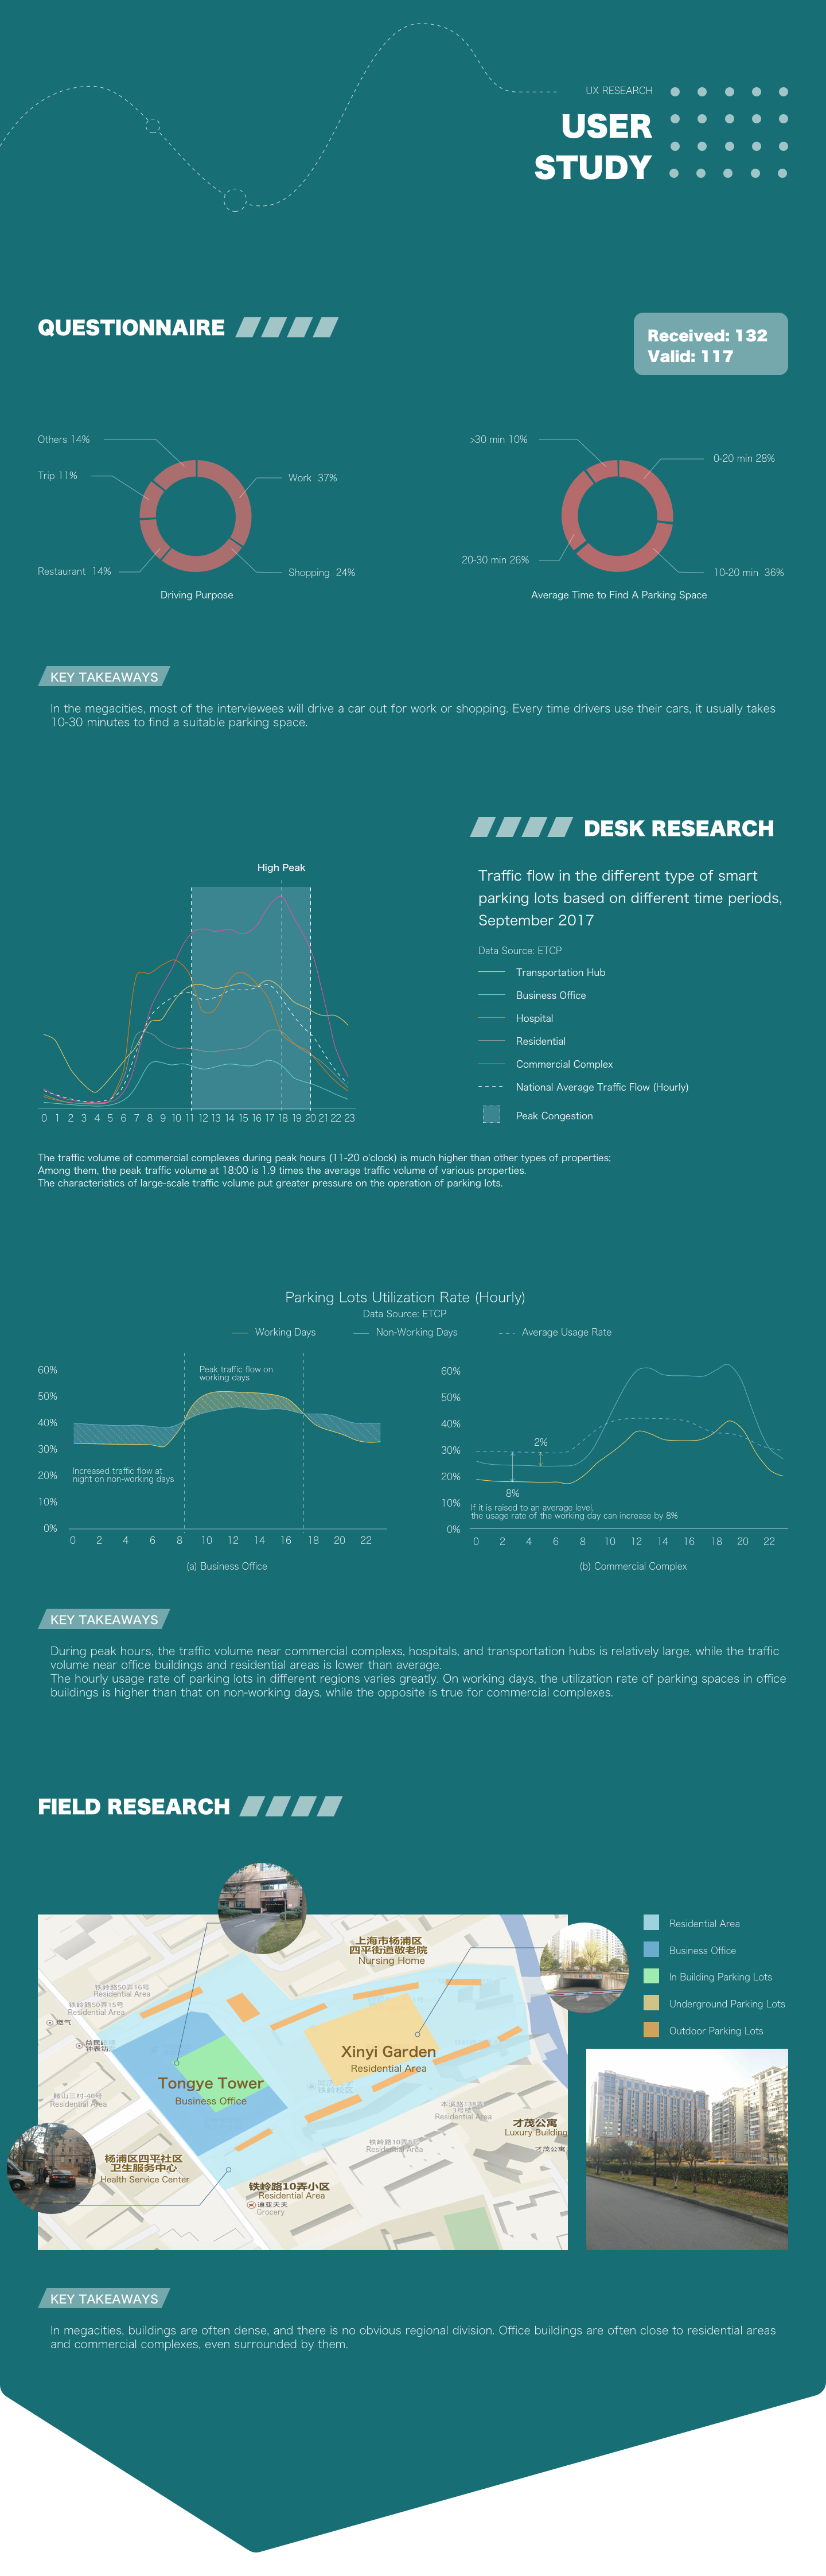 UX RESEARCH
USER
STUDY
QUESTIONNAIRE
Received: 132
Valid: 117
Others 14%
Trip 11%
Work 37%
Restaurant 14%
Shopping 24%
Driving Purpose
>30 min 10%
0-20 min 28%
20-30 min 26%
10-20 min 36%
Average Time to Find A Parking Space
KEY TAKEAWAYS
In the megacities, most of the interviewees will drive a car out for work or shopping. Every time drivers use their cars, it usually takes
10-30 minutes to find a suitable parking space.
DESK RESEARCH
High Peak
0 1 2 3 4 5 6 7 8 9 10 11 12 13 14 15 16 17 18 19 20 21 22 23
Traffic flow in the different type of smart
parking lots based on different time periods,
September 2017
Data Source: ETCP
Transportation Hub
Business Office
Hospital
Residential
Commercial Complex
National Average Traffic Flow (Hourly)
Peak Congestion
The traffic volume of commercial complexes during peak hours (11-20 o'clock) is much higher than other types of properties;
Among them, the peak traffic volume at 18:00 is 1.9 times the average traffic volume of various properties.
The characteristics of large-scale traffic volume put greater pressure on the operation of parking lots.
Parking Lots Utilization Rate (Hourly)
Data Source: ETCP
Working Days
Non-Working Days
Average Usage Rate
60%
50%
40%
30%
20%
10%
0%
Peak traffic flow on
working days
Increased traffic flow at
night on non-working days
0 2 4 6 8 10 12 14 16 18 20 22
(a) Business Office
60%
50%
40%
30%
20%
10%
0%
2%
8%
If it is raised to an average level,
the usage rate of the working day can increase by 8%
0 2 4 6 8 10 12 14 16 18 20 22
(b) Commercial Complex
KEY TAKEAWAYS
During peak hours, the traffic volume near commercial complexs, hospitals, and transportation hubs is relatively large, while the traffic
volume near office buildings and residential areas is lower than average.
The hourly usage rate of parking lots in different regions varies greatly. On working days, the utilization rate of parking spaces in office
buildings is higher than that on non-working days, while the opposite is true for commercial complexes.
FIELD RESEARCH
上海市杨浦区
四平街道敬老院
Nursing Home
铁岭路50弄16号
Residential Area
铁岭路50弄15号
Residential Area
燃气
Xinyi Garden
Residential Area
Tongye Tower
Business Office
鞍山三村-40号
Residential Area
Residential Area
才茂公寓
Luxury Building
才茂公寓
Residential Area
杨浦区四平社区
卫生服务中心
Health Service Center
铁岭路10弄小区
Residential Area
迪亚天天
Grocery
Residential Area
Business Office
In Building Parking Lots
Underground Parking Lots
Outdoor Parking Lots
KEY TAKEAWAYS
In megacities, buildings are often dense, and there is no obvious regional division. Office buildings are often close to residential areas
and commercial complexes, even surrounded by them.